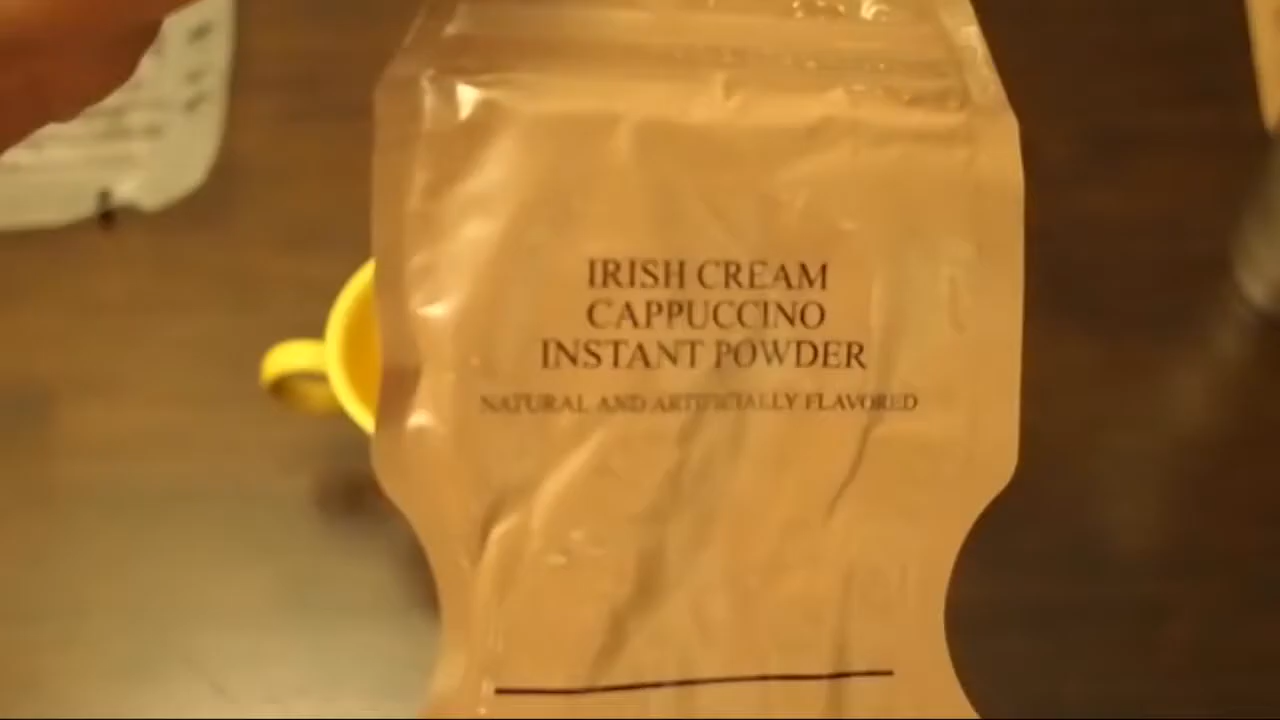 IRISH CREAM
CAPPUCCINO
INSTANT POWDER
NATURAL AND ARTIFICIALLY FLAVORED